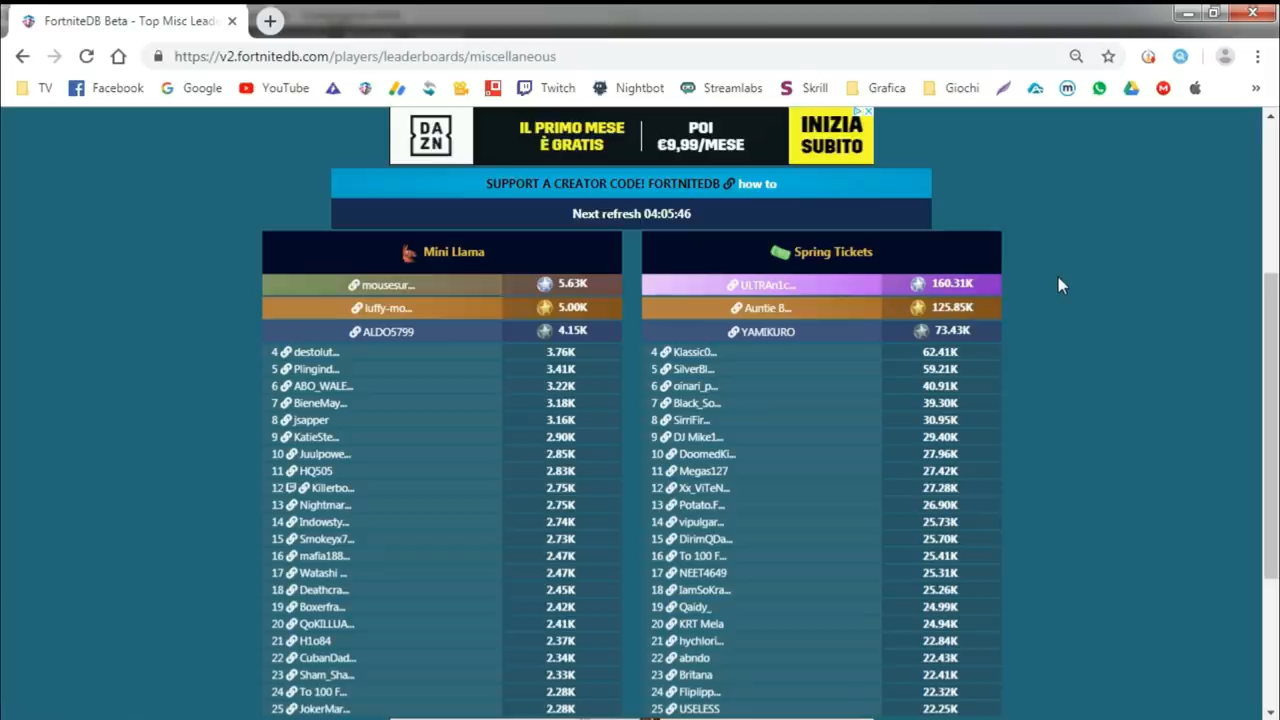 FortniteDB Beta - Top Misc Lead
https://v2.fortnitedb.com/players/leaderboards/miscellaneous
TV Facebook Google YouTube Twitch Nightbot Streamlabs Skrill Grafica Giochi »
DA
ZN
IL PRIMO MESE
È GRATIS
POI
€9,99/MESE
INIZIA
SUBITO
SUPPORT A CREATOR CODE! FORTNITEDB how to
Next refresh 04:05:46
Mini Llama
mousesur... 5.63K
luffy-mo... 5.00K
ALDO5799 4.15K
4 destolut... 3.76K
5 Plingind... 3.41K
6 ABO_WALE... 3.22K
7 BieneMay... 3.18K
8 jsapper 3.16K
9 KatieSte... 2.90K
10 Juulpowe... 2.85K
11 HQ505 2.83K
12 Killerbo... 2.75K
13 Nightmar... 2.75K
14 Indowsty... 2.74K
15 Smokeyx7... 2.73K
16 mafia188... 2.47K
17 Watashi ... 2.47K
18 Deathcra... 2.45K
19 Boxerfra... 2.42K
20 QoKILLUA... 2.41K
21 H1o84 2.37K
22 CubanDad... 2.34K
23 Sham_Sha... 2.33K
24 To 100 F... 2.28K
25 JokerMar... 2.28K
Spring Tickets
ULTRAn1c... 160.31K
Auntie B... 125.85K
YAMIKURO 73.43K
4 Klassic0... 62.41K
5 SilverBl... 59.21K
6 oinari_p... 40.91K
7 Black_So... 39.30K
8 SirriFir... 30.95K
9 DJ Mike1... 29.40K
10 DoomedKi... 27.96K
11 Megas127 27.42K
12 Xx_ViTeN... 27.28K
13 Potato.F... 26.90K
14 vipulgar... 25.73K
15 DirimQDa... 25.70K
16 To 100 F... 25.41K
17 NEET4649 25.31K
18 IamSoKra... 25.26K
19 Qaidy_ 24.99K
20 KRT Mela 24.94K
21 hychlori... 22.84K
22 abndo 22.43K
23 Britana 22.41K
24 Fliplipp... 22.32K
25 USELESS 22.25K